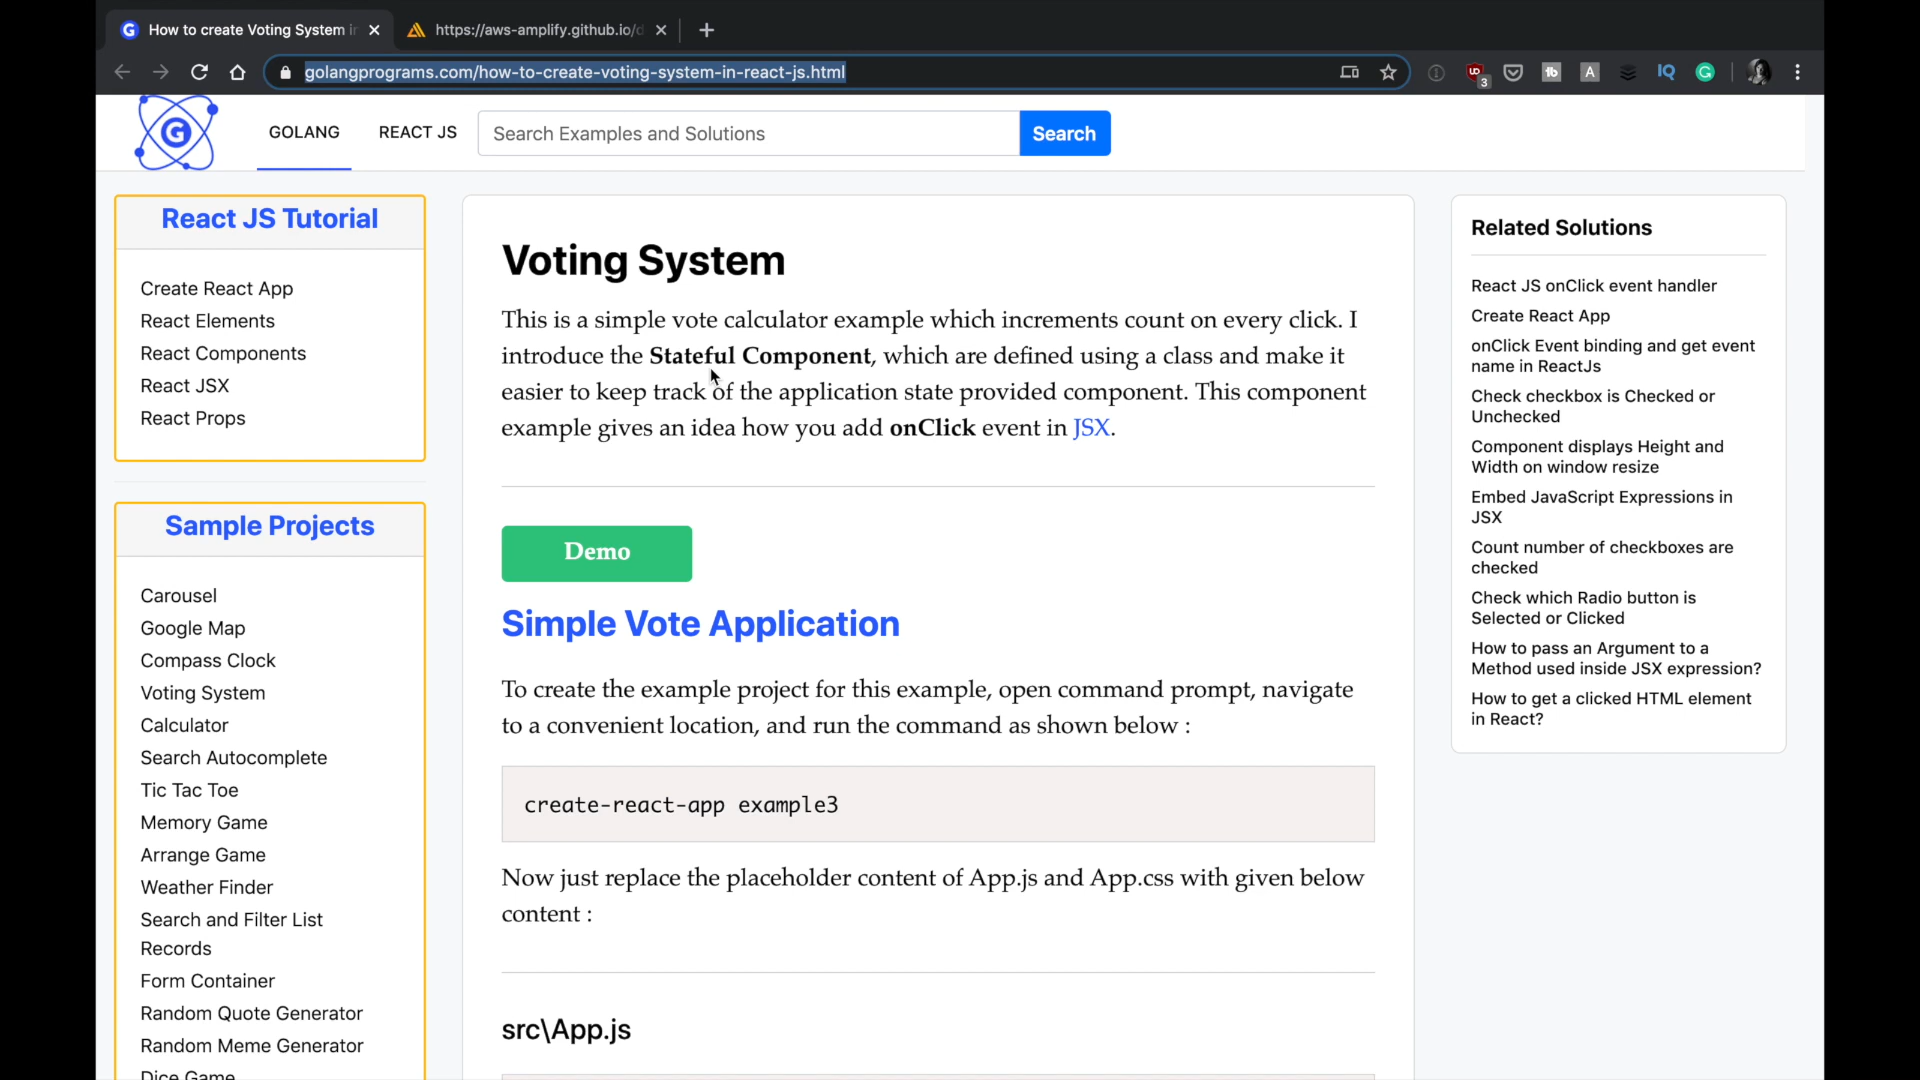 How to create Voting System in
https://aws-amplify.github.io/d
golangprograms.com/how-to-create-voting-system-in-react-js.html
3
tb
A
IQ
G
G
GOLANG
REACT JS
Search Examples and Solutions
Search
React JS Tutorial
Create React App
React Elements
React Components
React JSX
React Props
Sample Projects
Carousel
Google Map
Compass Clock
Voting System
Calculator
Search Autocomplete
Tic Tac Toe
Memory Game
Arrange Game
Weather Finder
Search and Filter List
Records
Form Container
Random Quote Generator
Random Meme Generator
Dice Game
Voting System
This is a simple vote calculator example which increments count on every click. I
introduce the Stateful Component, which are defined using a class and make it
easier to keep track of the application state provided component. This component
example gives an idea how you add onClick event in JSX.
Demo
Simple Vote Application
To create the example project for this example, open command prompt, navigate
to a convenient location, and run the command as shown below :
create-react-app example3
Now just replace the placeholder content of App.js and App.css with given below
content :
src\App.js
Related Solutions
React JS onClick event handler
Create React App
onClick Event binding and get event
name in ReactJs
Check checkbox is Checked or
Unchecked
Component displays Height and
Width on window resize
Embed JavaScript Expressions in
JSX
Count number of checkboxes are
checked
Check which Radio button is
Selected or Clicked
How to pass an Argument to a
Method used inside JSX expression?
How to get a clicked HTML element
in React?